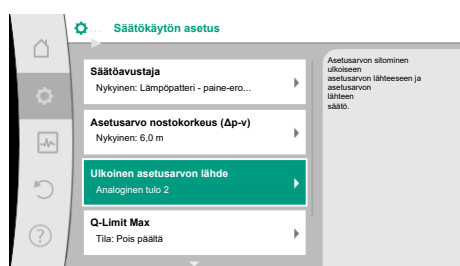 ... Säätökäytön asetus
Säätöavustaja
Nykyinen: Lämpöpatteri - paine-ero...
Asetusarvo nostokorkeus (Δp-v)
Nykyinen: 6,0 m
Ulkoinen asetusarvon lähde
Analoginen tulo 2
Q-Limit Max
Tila: Pois päältä
Asetusarvon sitominen
ulkoiseen
asetusarvon lähteeseen ja
asetusarvon
lähteen
säätö.
?